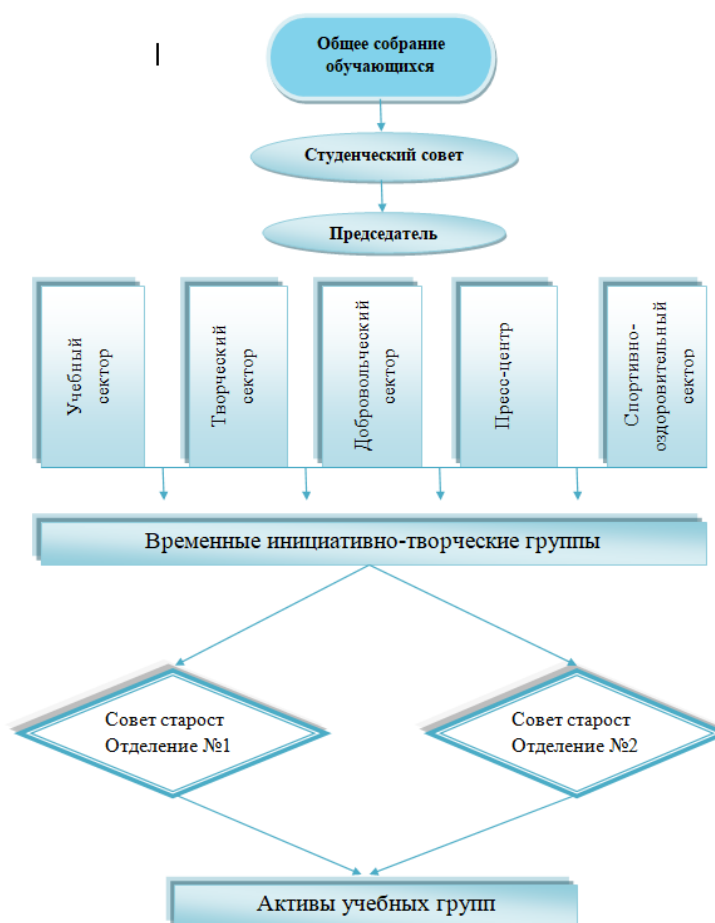 Общее собрание
обучающихся
Студенческий совет
Председатель
Учебный
сектор
Творческий
сектор
Добровольческий
сектор
Пресс-центр
Спортивно-
оздоровительный
сектор
Временные инициативно-творческие группы
Совет старост
Отделение №1
Совет старост
Отделение №2
Активы учебных групп